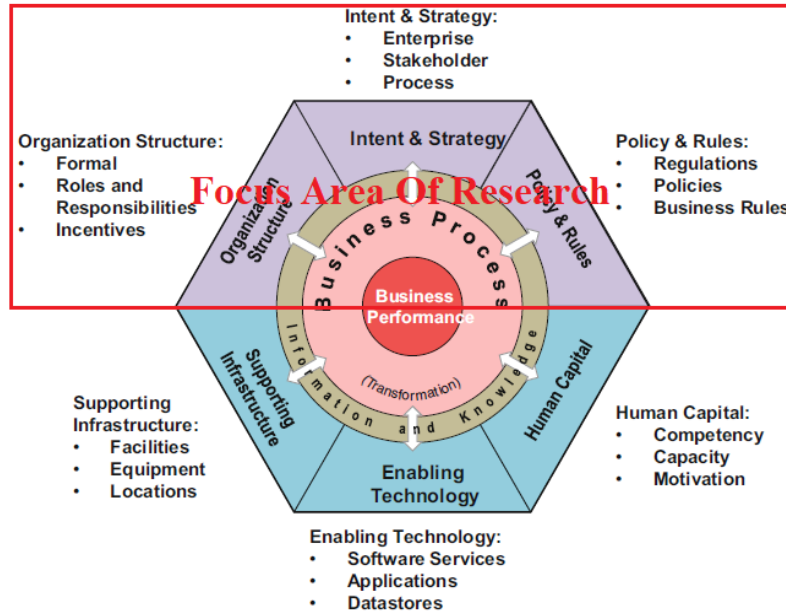 Intent & Strategy:
• Enterprise
• Stakeholder
• Process
Organization Structure:
• Formal
• Roles and
Responsibilities
• Incentives
Intent & Strategy
Policy & Rules:
• Regulations
• Policies
• Business Rules
Focus Area Of Research
Organization
Structure
Policy & Rules
Business Process
Business
Performance
(Transformation)
Information and Knowledge
Supporting
Infrastructure
Human Capital
Enabling
Technology
Supporting
Infrastructure:
• Facilities
• Equipment
• Locations
Human Capital:
• Competency
• Capacity
• Motivation
Enabling Technology:
• Software Services
• Applications
• Datastores